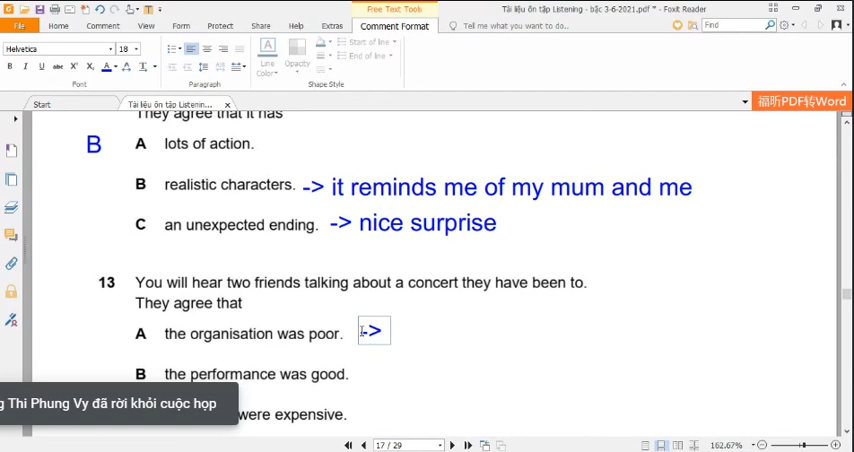 Free Text Tools
Tài liệu ôn tập Listening - bậc 3-6-2021.pdf * - Foxit Reader
File Home Comment View Form Protect Share Help Extras Comment Format Tell me what you want to do... Find
Helvetica 18
B I U abc X² X₂ A A T
Font
Paragraph
A
Line Color
Opacity
Start of line
End of line
Shape Style
Start
Tài liệu ôn tập Listenin...
福昕PDF转Word
They agree that it has
B A lots of action.
B realistic characters. -> it reminds me of my mum and me
C an unexpected ending. -> nice surprise
13 You will hear two friends talking about a concert they have been to.
They agree that
A the organisation was poor. ->
B the performance was good.
were expensive.
g Thi Phung Vy đã rời khỏi cuộc họp
17 / 29
162.67%